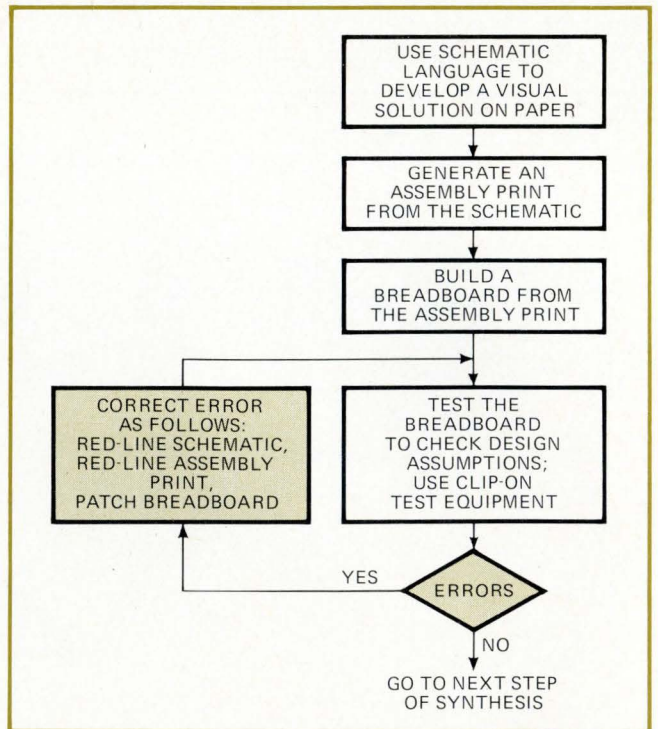 USE SCHEMATIC
LANGUAGE TO
DEVELOP A VISUAL
SOLUTION ON PAPER
GENERATE AN
ASSEMBLY PRINT
FROM THE SCHEMATIC
BUILD A
BREADBOARD FROM
THE ASSEMBLY PRINT
CORRECT ERROR
AS FOLLOWS:
RED-LINE SCHEMATIC,
RED-LINE ASSEMBLY
PRINT,
PATCH BREADBOARD
TEST THE
BREADBOARD
TO CHECK DESIGN
ASSUMPTIONS;
USE CLIP-ON
TEST EQUIPMENT
YES
ERRORS
NO
GO TO NEXT STEP
OF SYNTHESIS